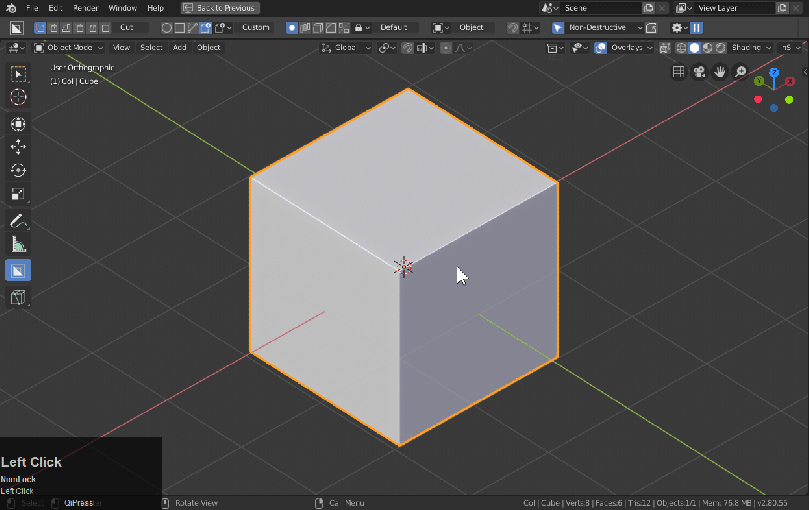 File Edit Render Window Help Back to Previous Scene View Layer
Cut Custom Default Object Non-Destructive
Object Mode View Select Add Object Global Overlays Shading nS
User Orthographic
(1) Col | Cube
Z
Y X
Left Click
NumLock
Left Click
QiPress Rotate View Call Menu Col | Cube | Verts:8 | Faces:6 | Tris:12 | Objects:1/1 | Mem: 76.8 MB | v2.80.55